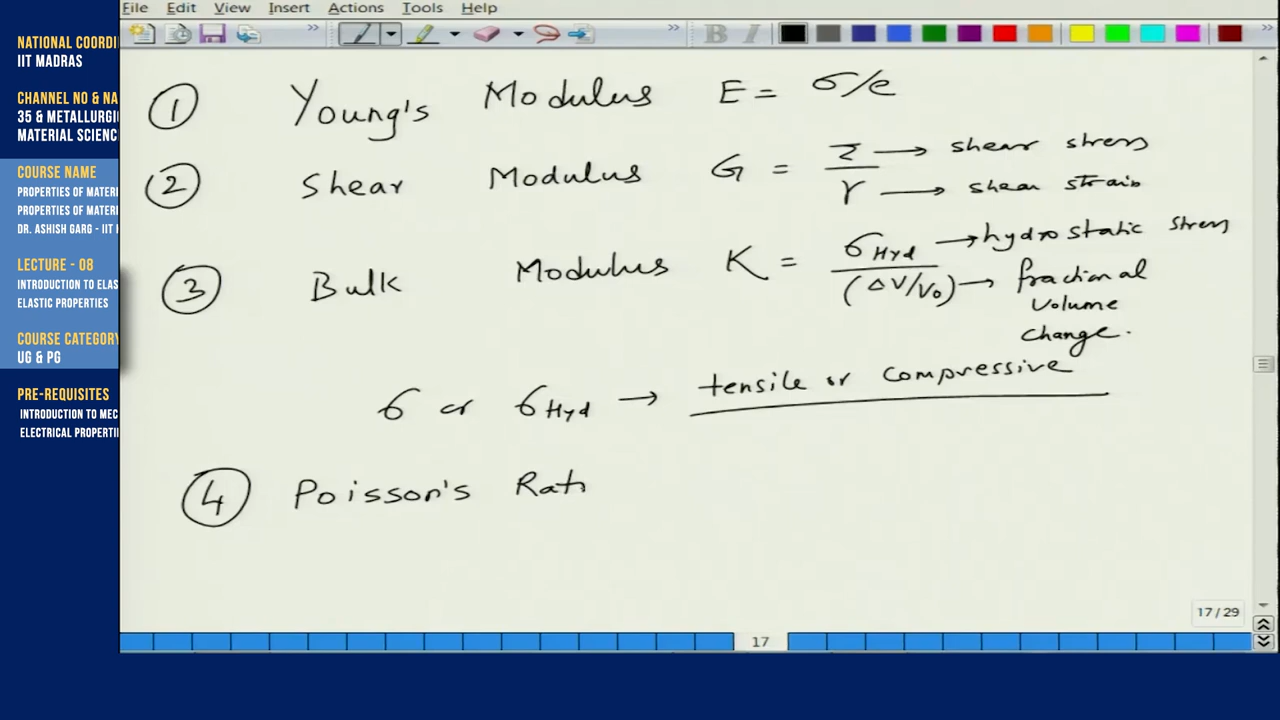 File Edit View Insert Actions Tools Help
NATIONAL COORDI
IIT MADRAS
CHANNEL NO & NA
35 & METALLURGI
MATERIAL SCIENC
COURSE NAME
PROPERTIES OF MATER
PROPERTIES OF MATER
DR. ASHISH GARG - IIT
LECTURE - 08
INTRODUCTION TO ELAS
ELASTIC PROPERTIES
COURSE CATEGORY
UG & PG
PRE-REQUISITES
INTRODUCTION TO MEC
ELECTRICAL PROPERTI
① Young's Modulus E = σ/e
② Shear Modulus G = τ/γ
→ shear stress
→ shear strain
③ Bulk Modulus K = σHyd/(ΔV/V₀)
→ hydrostatic stress
→ fractional
volume
change.
σ or σHyd → tensile or compressive
④ Poisson's Rati
17 / 29
17